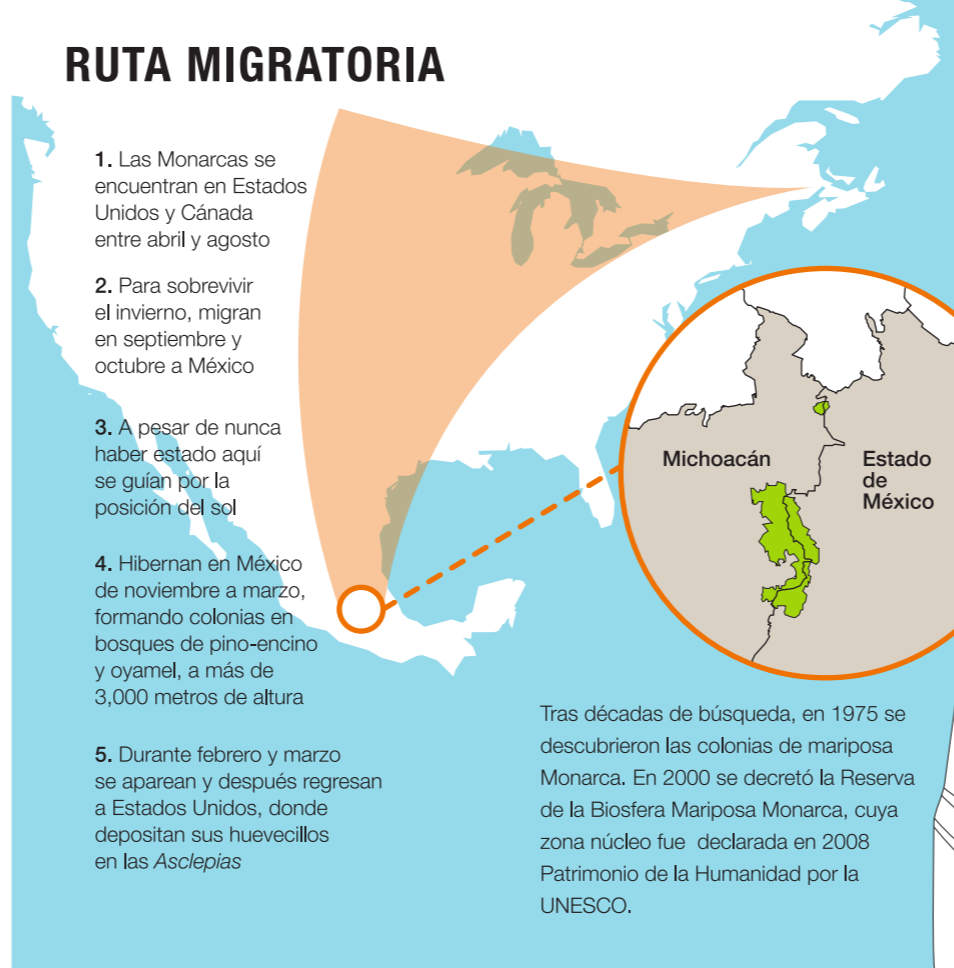 RUTA MIGRATORIA
1. Las Monarcas se
encuentran en Estados
Unidos y Cánada
entre abril y agosto
2. Para sobrevivir
el invierno, migran
en septiembre y
octubre a México
3. A pesar de nunca
haber estado aquí
se guían por la
posición del sol
4. Hibernan en México
de noviembre a marzo,
formando colonias en
bosques de pino-encino
y oyamel, a más de
3,000 metros de altura
5. Durante febrero y marzo
se aparean y después regresan
a Estados Unidos, donde
depositan sus huevecillos
en las Asclepias
Michoacán
Estado
de
México
Tras décadas de búsqueda, en 1975 se
descubrieron las colonias de mariposa
Monarca. En 2000 se decretó la Reserva
de la Biosfera Mariposa Monarca, cuya
zona núcleo fue declarada en 2008
Patrimonio de la Humanidad por la
UNESCO.